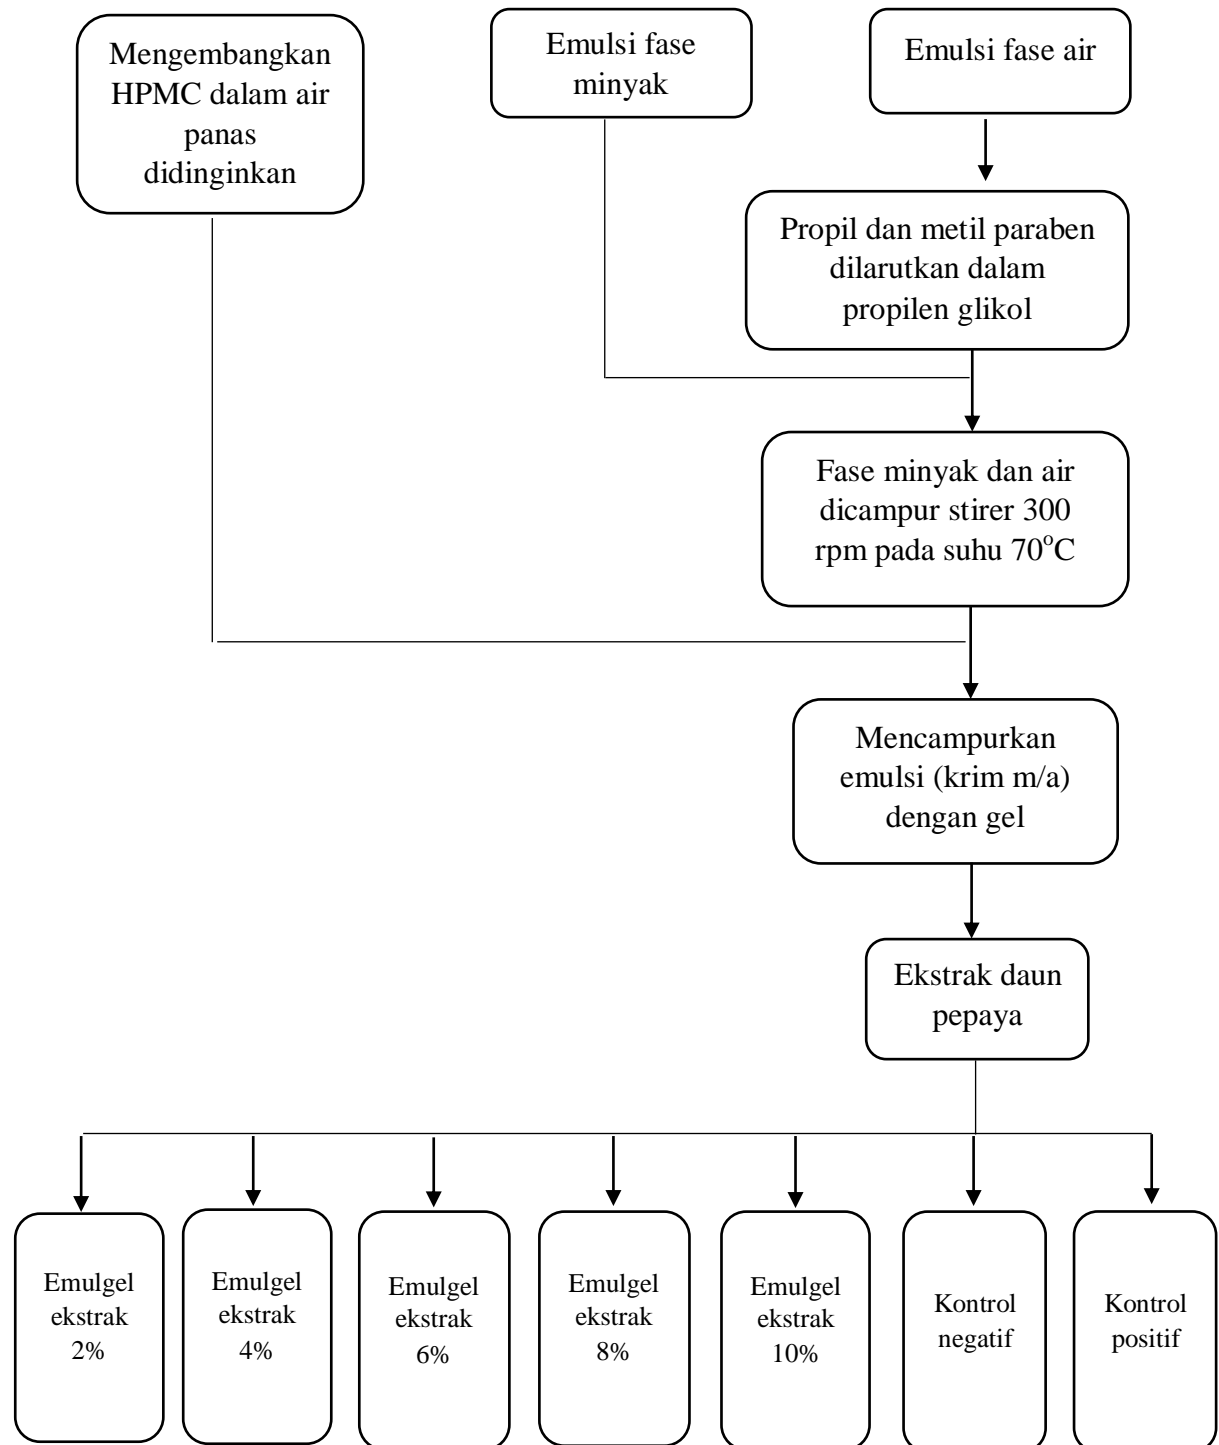 Mengembangkan
HPMC dalam air
panas
didinginkan
Emulsi fase
minyak
Emulsi fase air
Propil dan metil paraben
dilarutkan dalam
propilen glikol
Fase minyak dan air
dicampur stirer 300
rpm pada suhu 70°C
Mencampurkan
emulsi (krim m/a)
dengan gel
Ekstrak daun
pepaya
Emulgel
ekstrak
2%
Emulgel
ekstrak
4%
Emulgel
ekstrak
6%
Emulgel
ekstrak
8%
Emulgel
ekstrak
10%
Kontrol
negatif
Kontrol
positif